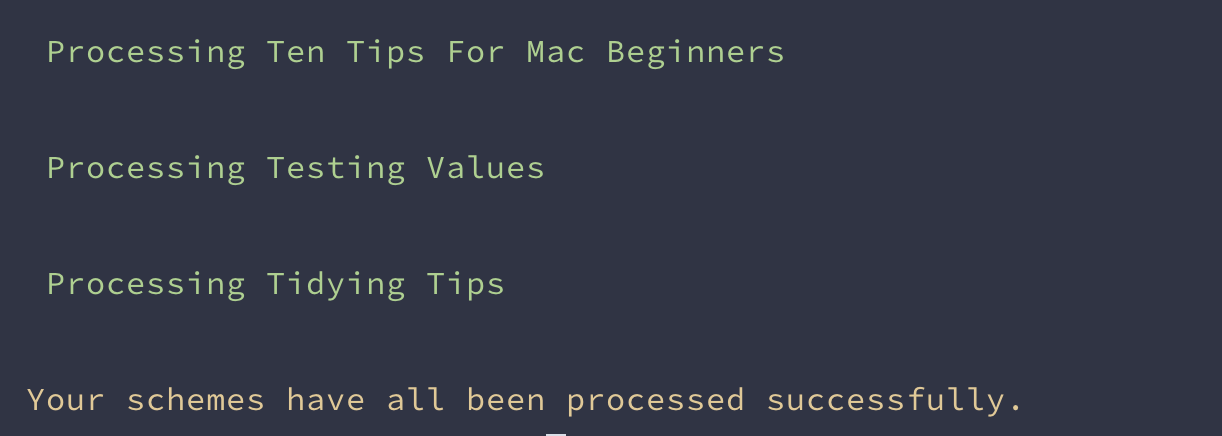 Processing Ten Tips For Mac Beginners
Processing Testing Values
Processing Tidying Tips
Your schemes have all been processed successfully.